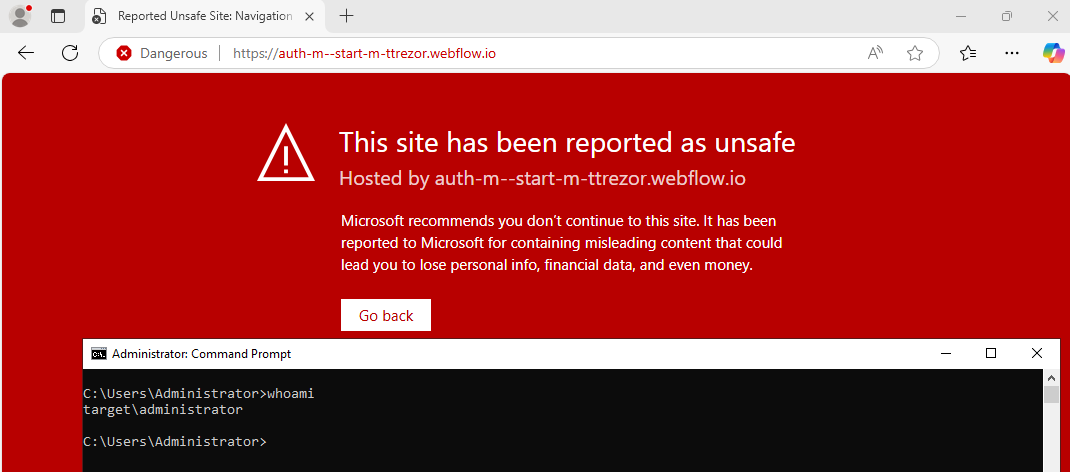 Reported Unsafe Site: Navigation
Dangerous https://auth-m--start-m-ttrezor.webflow.io
This site has been reported as unsafe
Hosted by auth-m--start-m-ttrezor.webflow.io
Microsoft recommends you don't continue to this site. It has been
reported to Microsoft for containing misleading content that could
lead you to lose personal info, financial data, and even money.
Go back
Administrator: Command Prompt
C:\Users\Administrator>whoami
target\administrator
C:\Users\Administrator>